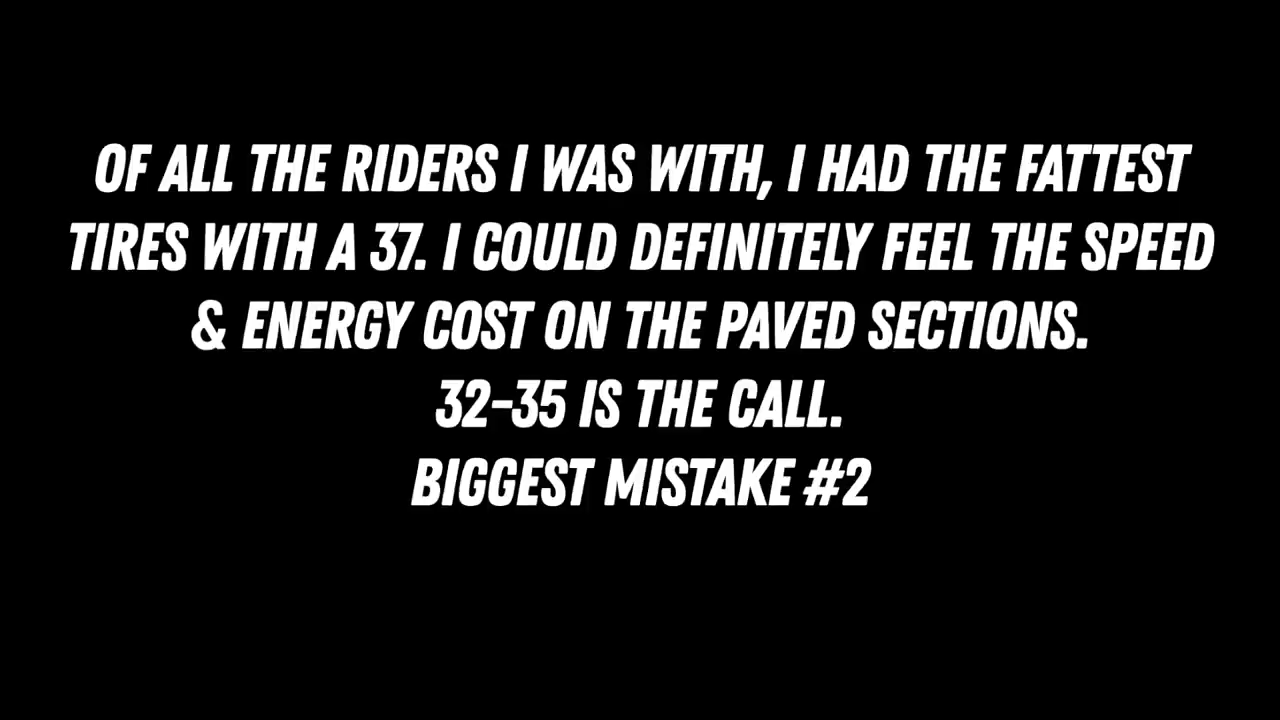 OF ALL THE RIDERS I WAS WITH, I HAD THE FATTEST
TIRES WITH A 37. I COULD DEFINITELY FEEL THE SPEED
& ENERGY COST ON THE PAVED SECTIONS.
32-35 IS THE CALL.
BIGGEST MISTAKE #2